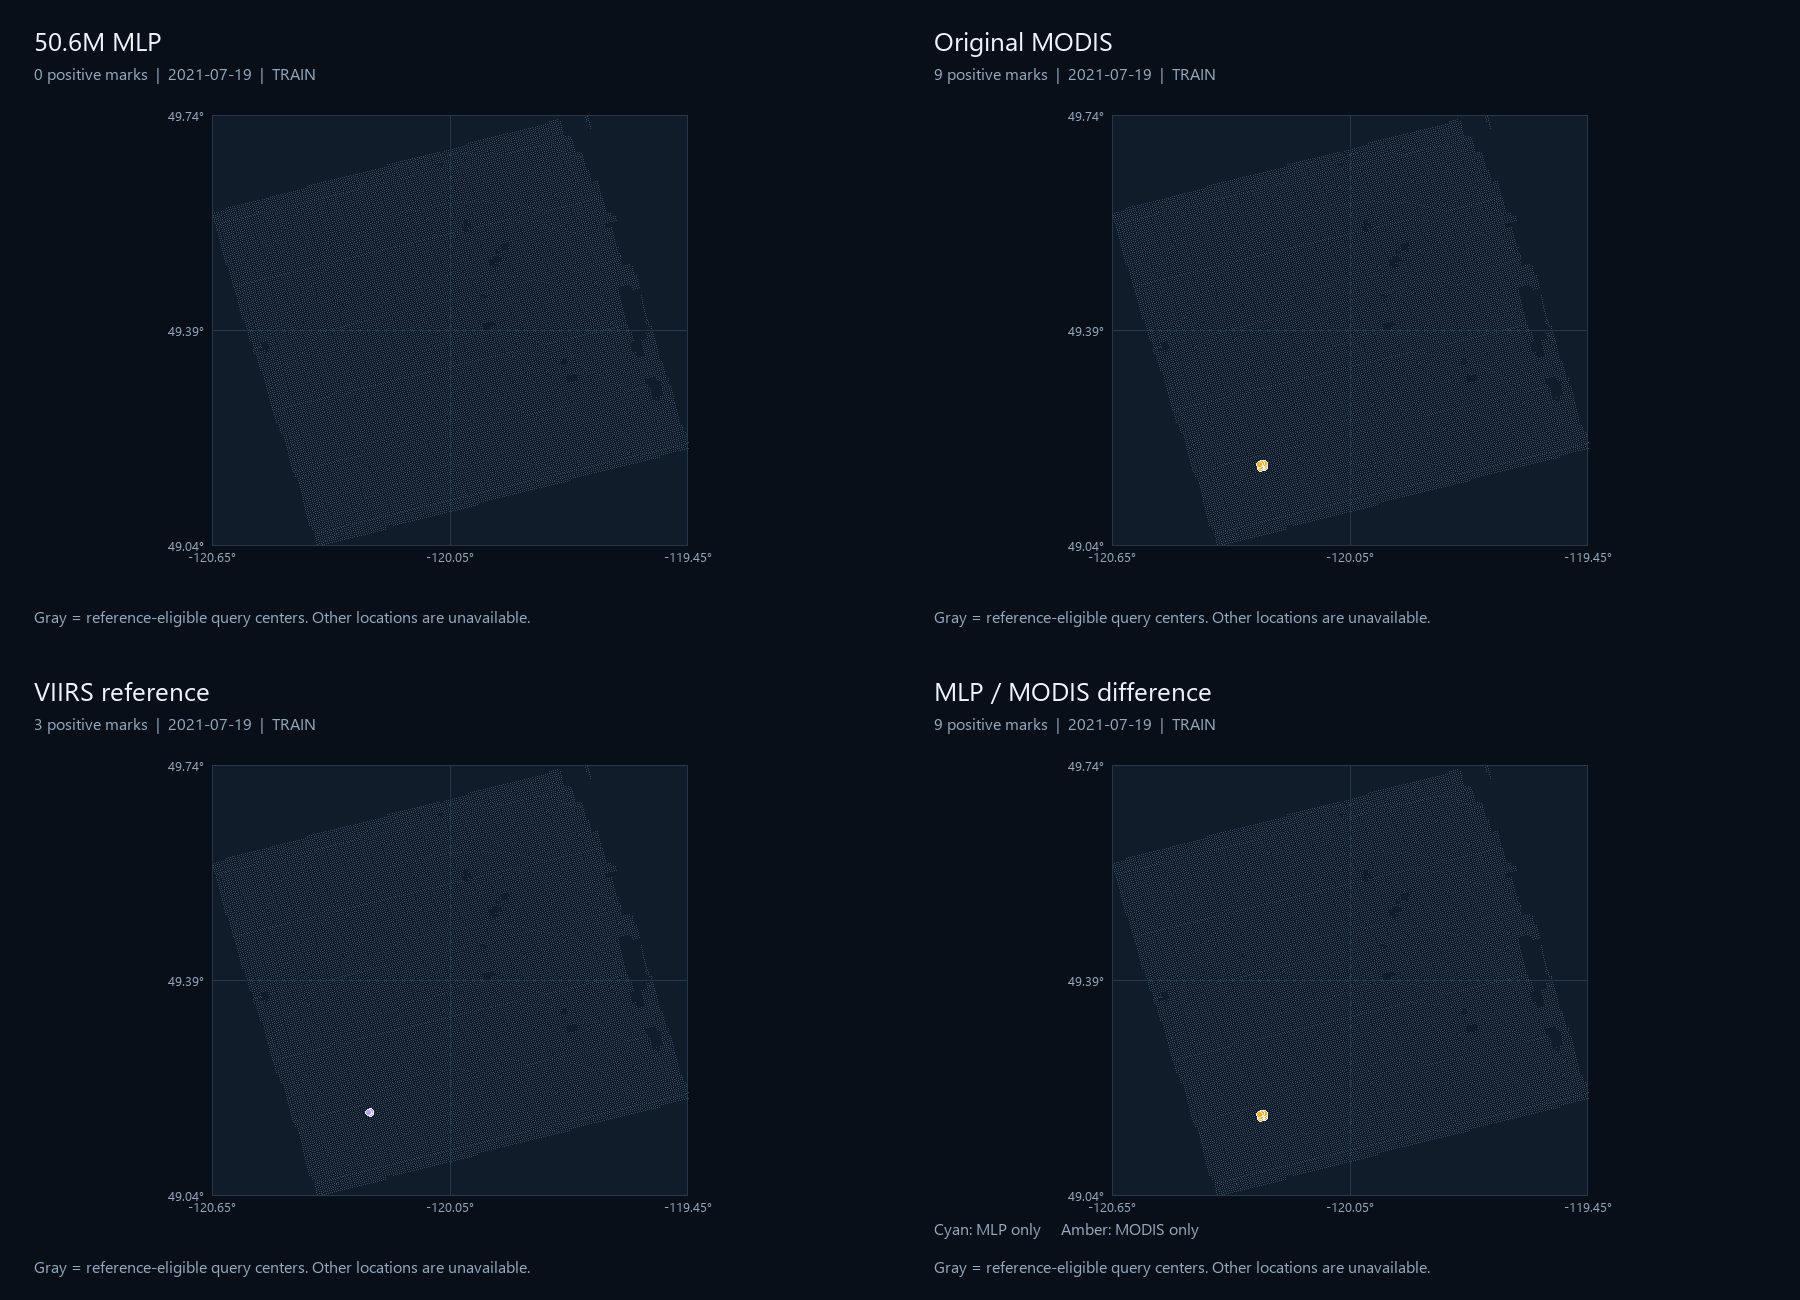 50.6M MLP
0 positive marks | 2021-07-19 | TRAIN
49.74°
49.39°
49.04°
-120.65°
-120.05°
-119.45°
Gray = reference-eligible query centers. Other locations are unavailable.
Original MODIS
9 positive marks | 2021-07-19 | TRAIN
49.74°
49.39°
49.04°
-120.65°
-120.05°
-119.45°
Gray = reference-eligible query centers. Other locations are unavailable.
VIIRS reference
3 positive marks | 2021-07-19 | TRAIN
49.74°
49.39°
49.04°
-120.65°
-120.05°
-119.45°
Gray = reference-eligible query centers. Other locations are unavailable.
MLP / MODIS difference
9 positive marks | 2021-07-19 | TRAIN
49.74°
49.39°
49.04°
-120.65°
-120.05°
-119.45°
Cyan: MLP only Amber: MODIS only
Gray = reference-eligible query centers. Other locations are unavailable.